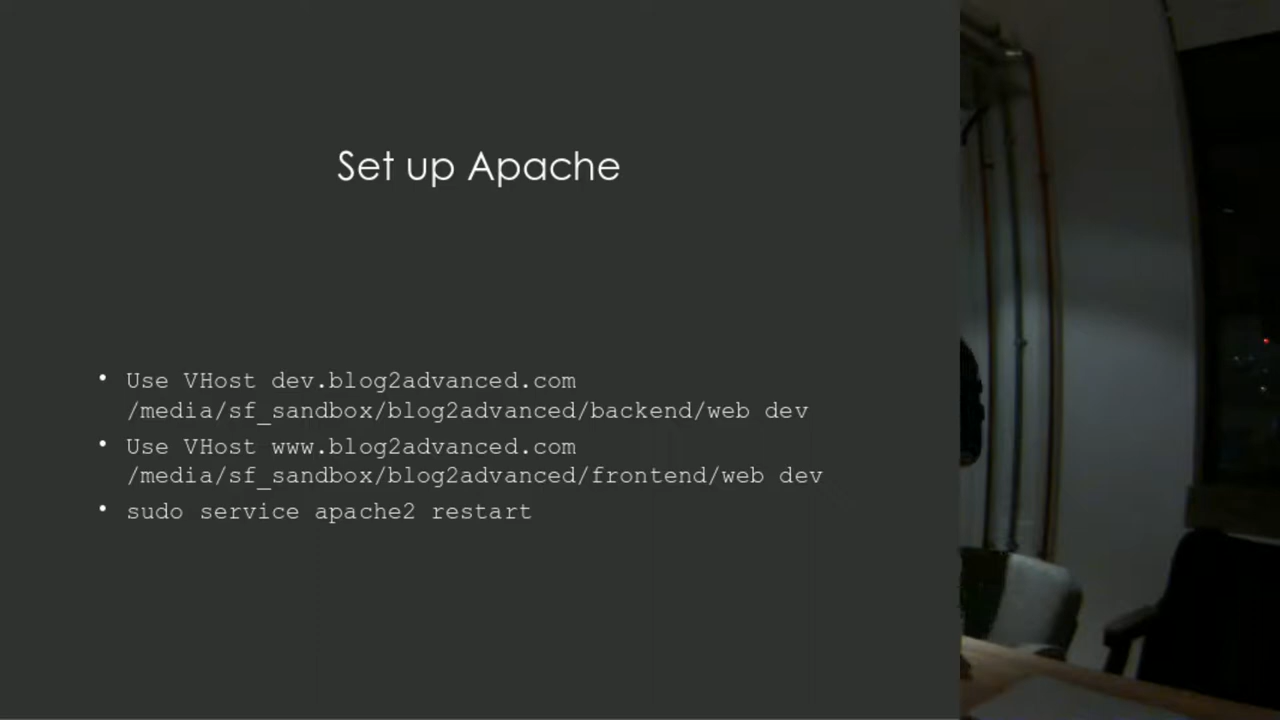 Set up Apache
• Use VHost dev.blog2advanced.com
/media/sf_sandbox/blog2advanced/backend/web dev
• Use VHost www.blog2advanced.com
/media/sf_sandbox/blog2advanced/frontend/web dev
• sudo service apache2 restart